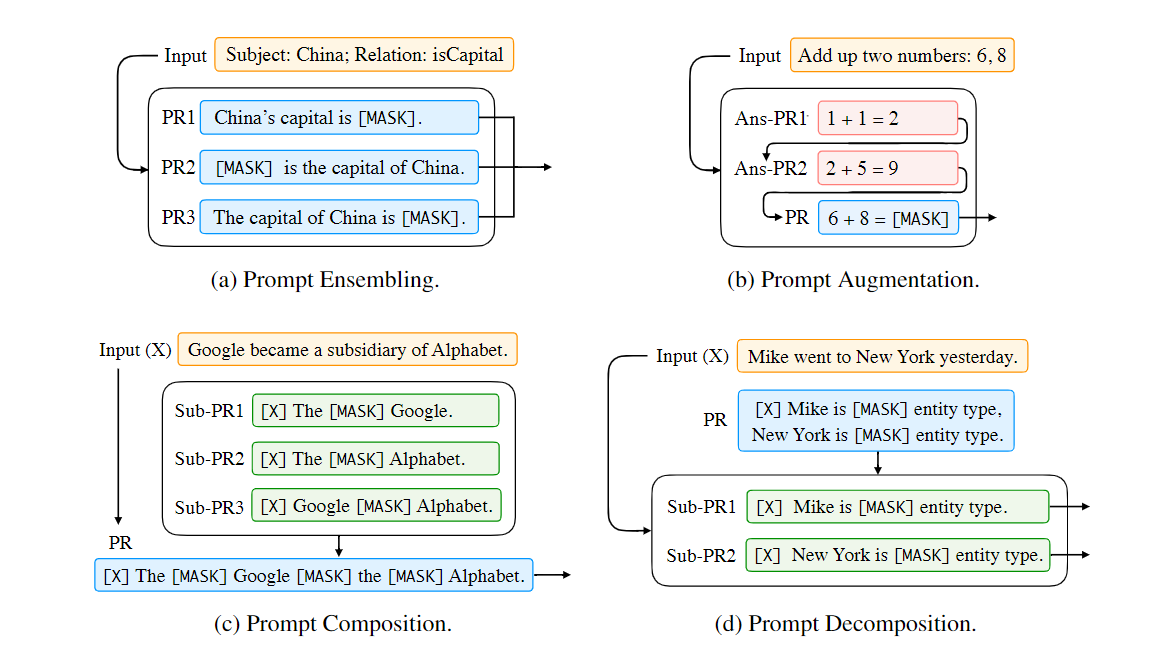 Input Subject: China; Relation: isCapital
PR1 China's capital is [MASK].
PR2 [MASK] is the capital of China.
PR3 The capital of China is [MASK].
(a) Prompt Ensembling.
Input Add up two numbers: 6, 8
Ans-PR1 1 + 1 = 2
Ans-PR2 2 + 5 = 9
PR 6 + 8 = [MASK]
(b) Prompt Augmentation.
Input (X) Google became a subsidiary of Alphabet.
Sub-PR1 [X] The [MASK] Google.
Sub-PR2 [X] The [MASK] Alphabet.
Sub-PR3 [X] Google [MASK] Alphabet.
PR
[X] The [MASK] Google [MASK] the [MASK] Alphabet.
(c) Prompt Composition.
Input (X) Mike went to New York yesterday.
PR [X] Mike is [MASK] entity type,
New York is [MASK] entity type.
Sub-PR1 [X] Mike is [MASK] entity type.
Sub-PR2 [X] New York is [MASK] entity type.
(d) Prompt Decomposition.